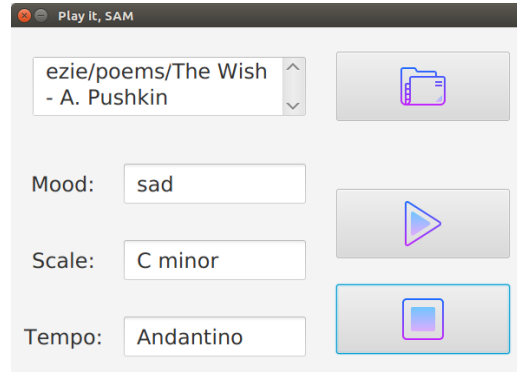 Play it, SAM
ezie/poems/The Wish
- A. Pushkin
Mood: sad
Scale: C minor
Tempo: Andantino